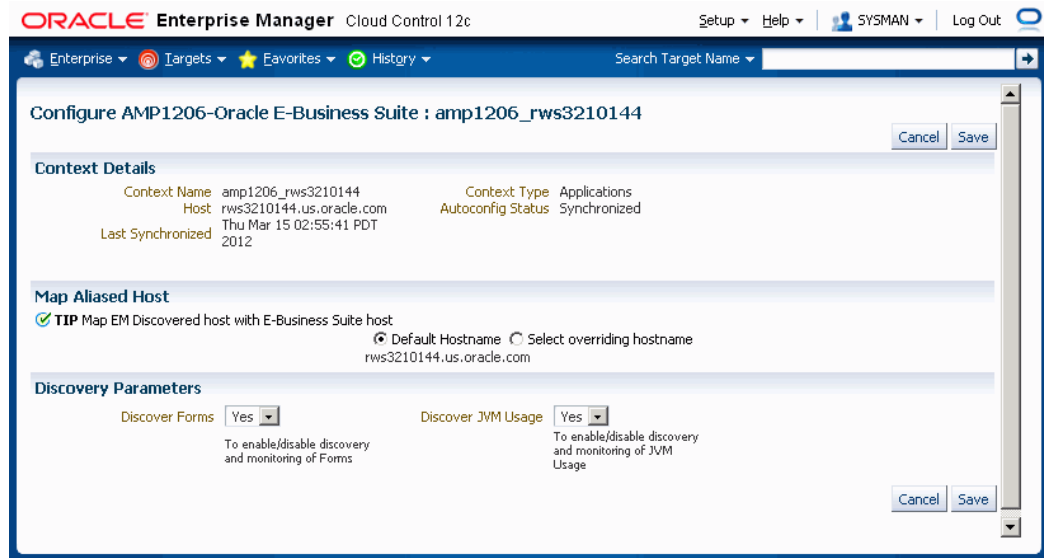 ORACLE Enterprise Manager Cloud Control 12c
Setup Help SYSMAN Log Out
Enterprise Targets Favorites History Search Target Name
Configure AMP1206-Oracle E-Business Suite : amp1206_rws3210144
Cancel Save
Context Details
Context Name amp1206_rws3210144 Context Type Applications
Host rws3210144.us.oracle.com Autoconfig Status Synchronized
Last Synchronized Thu Mar 15 02:55:41 PDT
2012
Map Aliased Host
TIP Map EM Discovered host with E-Business Suite host
Default Hostname Select overriding hostname
rws3210144.us.oracle.com
Discovery Parameters
Discover Forms Yes Discover JVM Usage Yes
To enable/disable discovery
and monitoring of Forms
To enable/disable discovery
and monitoring of JVM
Usage
Cancel Save